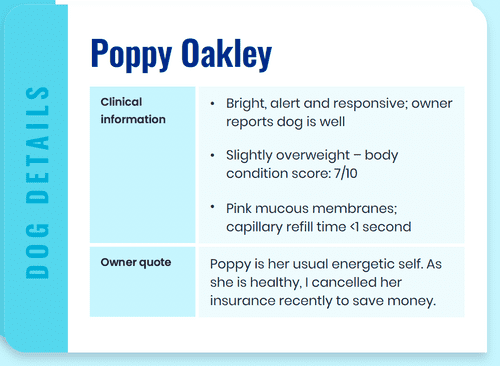 DOG DETAILS
Poppy Oakley
Clinical
information
• Bright, alert and responsive; owner
reports dog is well
• Slightly overweight – body
condition score: 7/10
• Pink mucous membranes;
capillary refill time <1 second
Owner quote
Poppy is her usual energetic self. As
she is healthy, I cancelled her
insurance recently to save money.